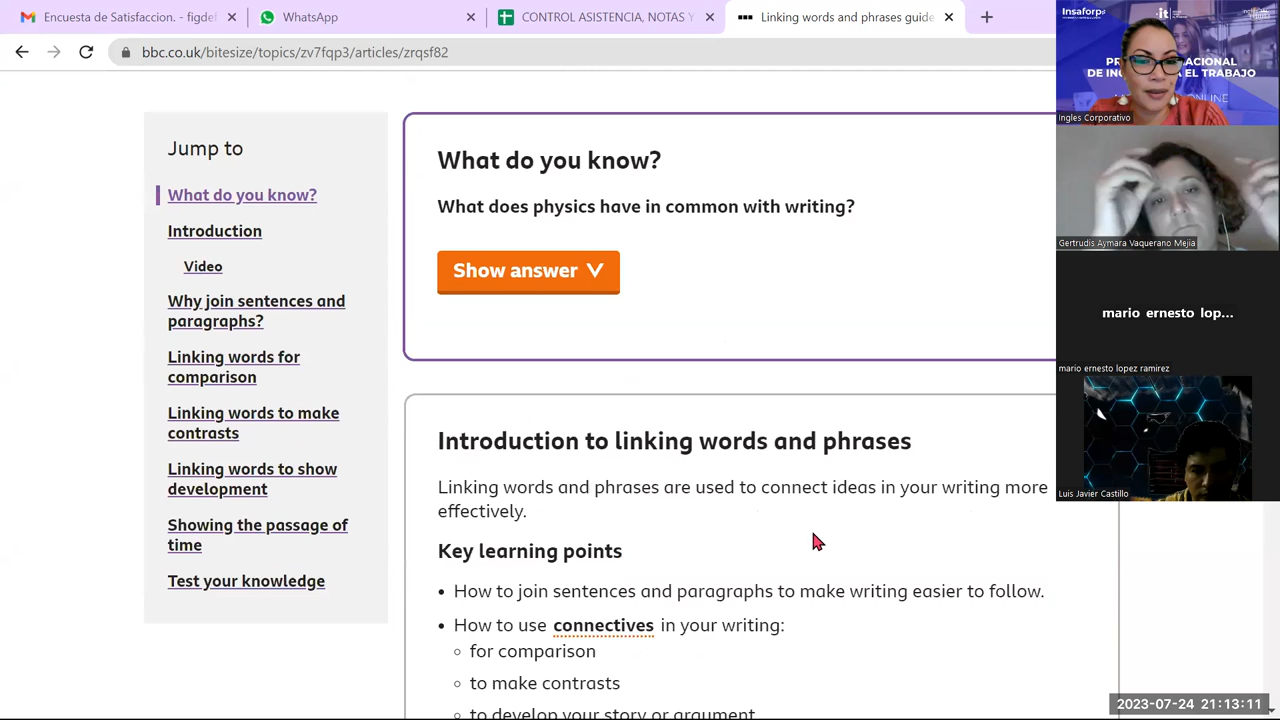 Encuesta de Satisfaccion. - figdef
WhatsApp
CONTROL ASISTENCIA, NOTAS Y
Linking words and phrases guide
bbc.co.uk/bitesize/topics/zv7fqp3/articles/zrqsf82
Jump to
What do you know?
Introduction
Video
Why join sentences and
paragraphs?
Linking words for
comparison
Linking words to make
contrasts
Linking words to show
development
Showing the passage of
time
Test your knowledge
What do you know?
What does physics have in common with writing?
Show answer
Introduction to linking words and phrases
Linking words and phrases are used to connect ideas in your writing more
effectively.
Key learning points
• How to join sentences and paragraphs to make writing easier to follow.
• How to use connectives in your writing:
for comparison
to make contrasts
to develop your story or argument
Insaforp
Ingles Corporativo
Gertrudis Aymara Vaquerano Mejia
mario ernesto lop...
mario ernesto lopez ramirez
Luis Javier Castillo
2023-07-24 21:13:11